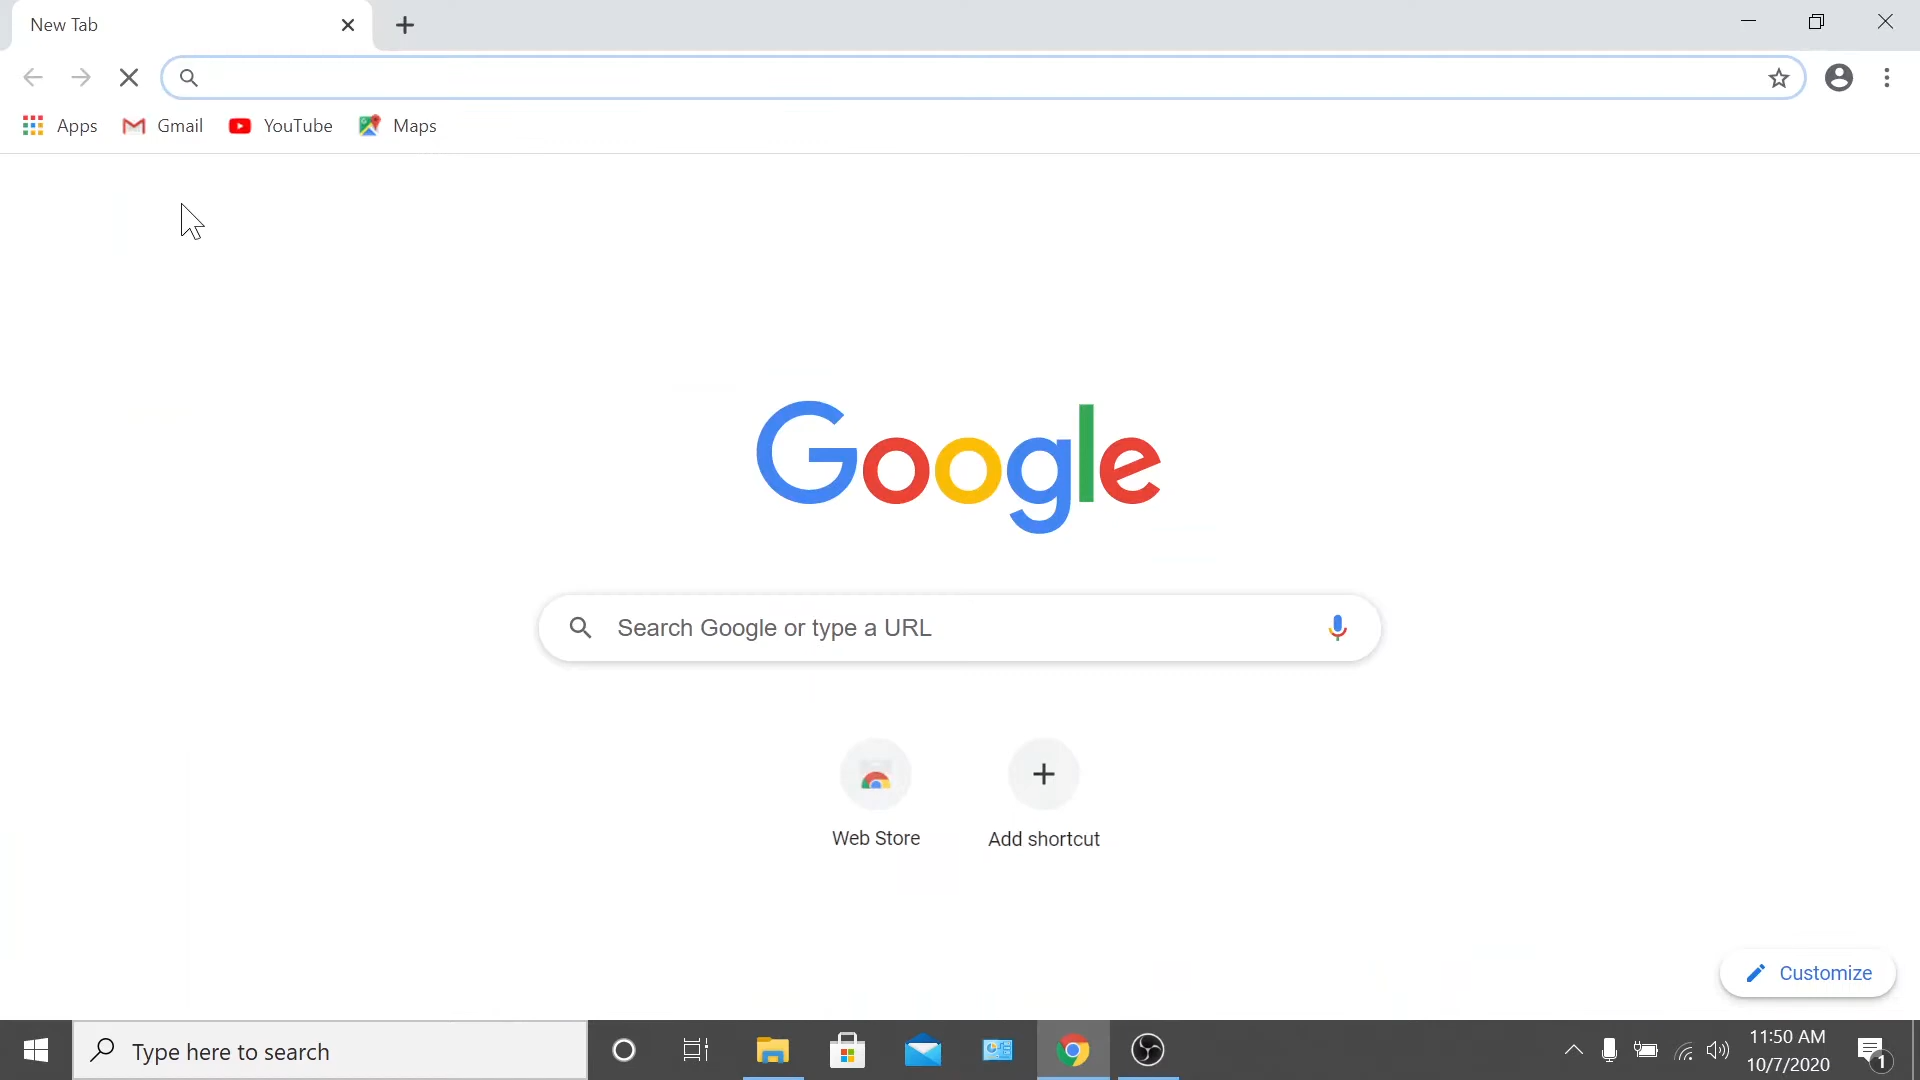 New Tab
Apps
Gmail
YouTube
Maps
Google
Search Google or type a URL
Web Store
Add shortcut
Customize
Type here to search
11:50 AM
10/7/2020
1